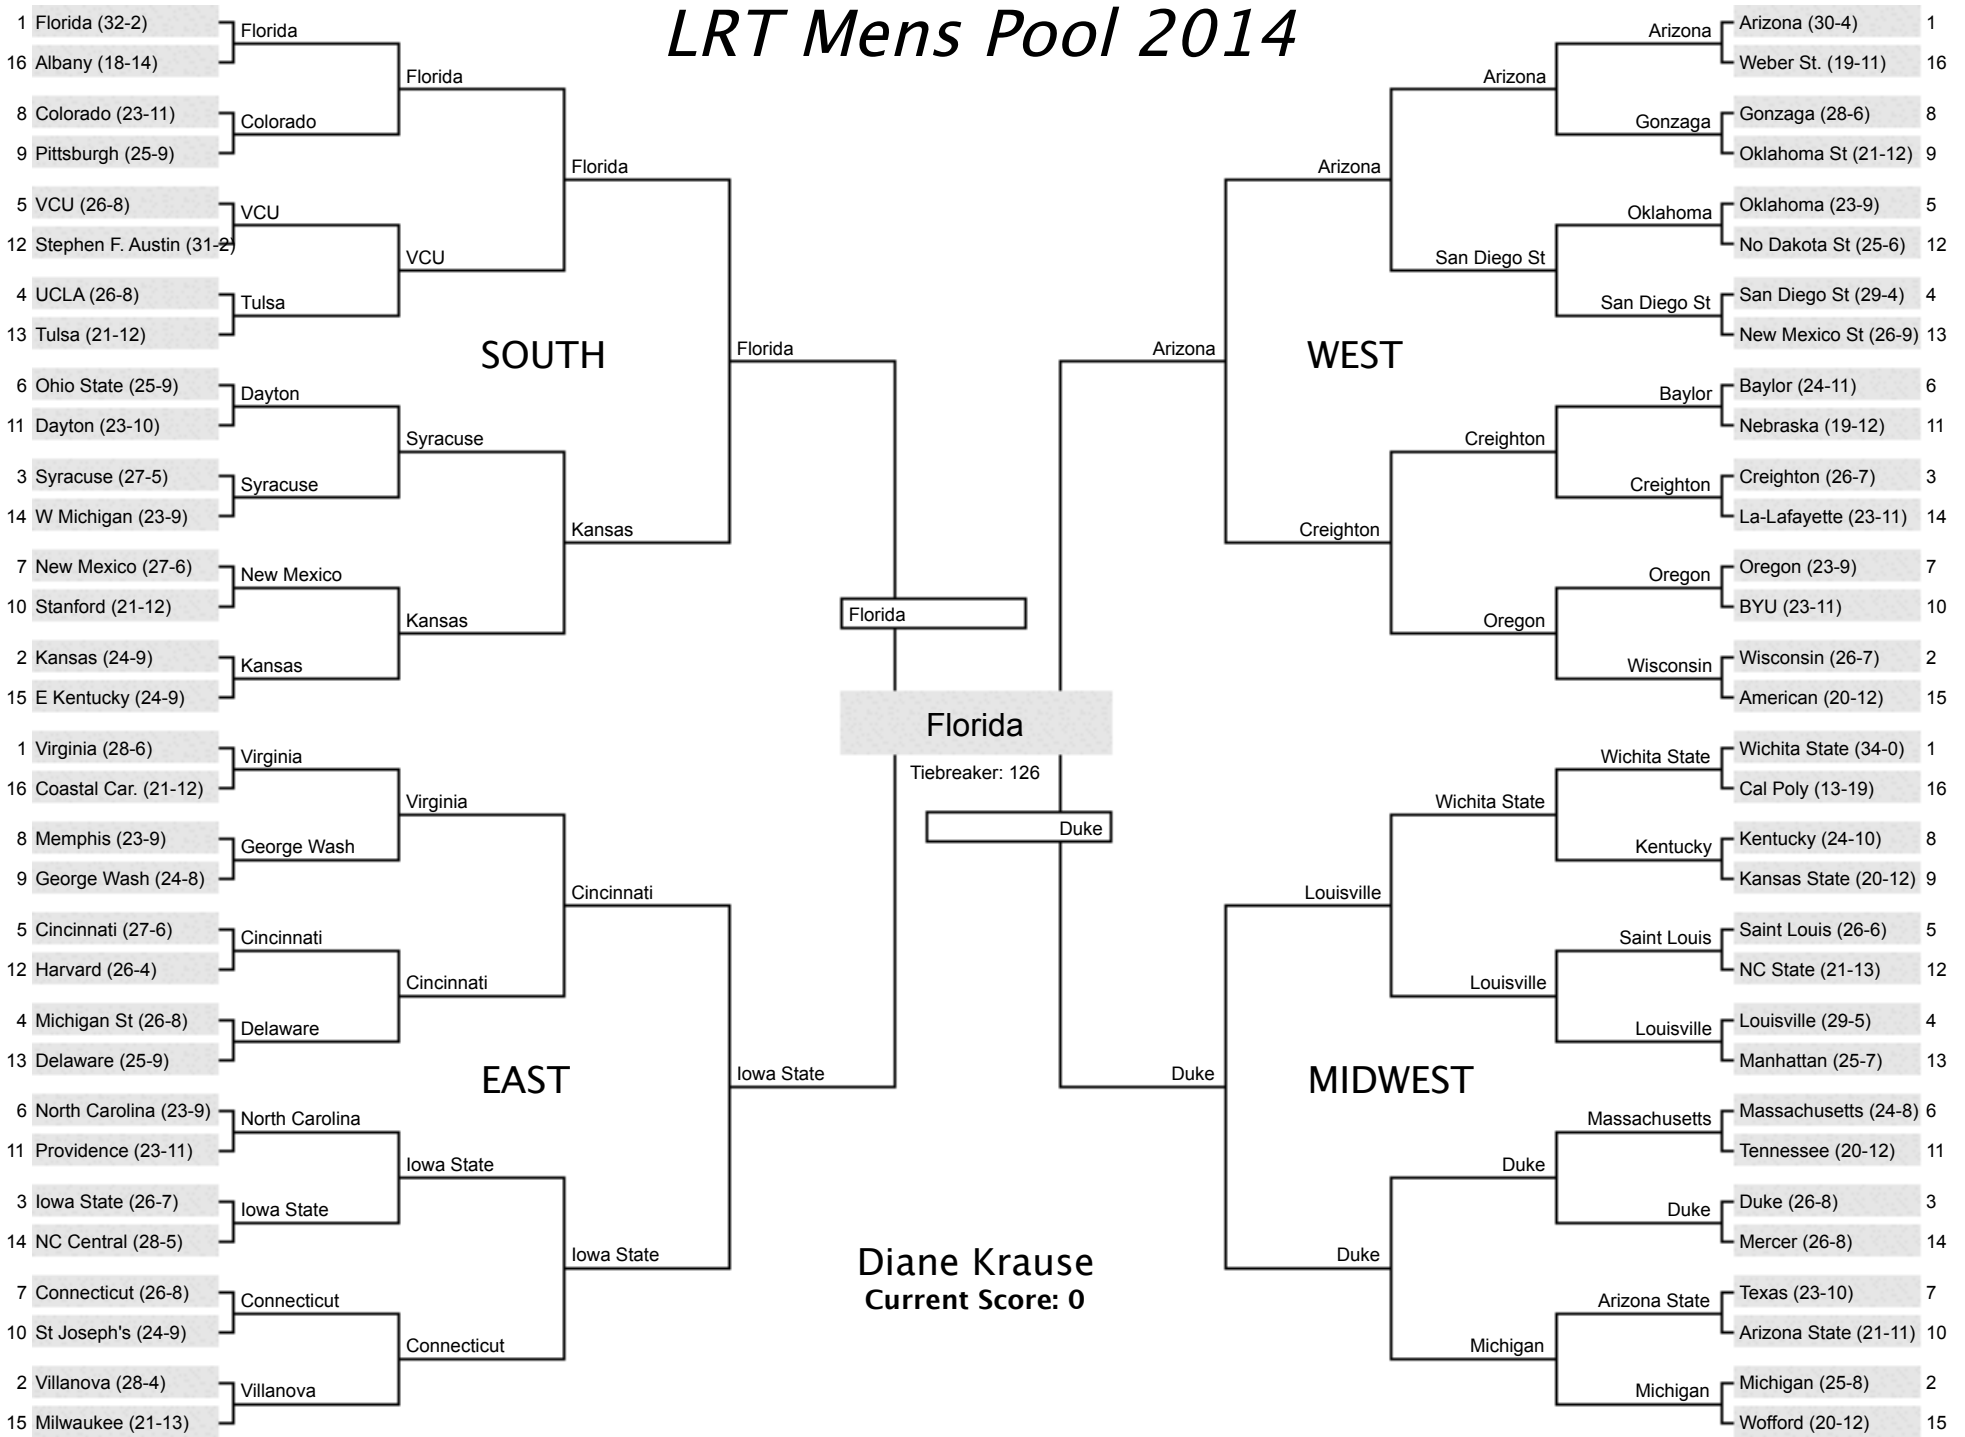 LRT Mens Pool 2014
1 Florida (32-2)
Florida
16 Albany (18-14)
Florida
8 Colorado (23-11)
Colorado
9 Pittsburgh (25-9)
Florida
5 VCU (26-8)
VCU
12 Stephen F. Austin (31-2)
VCU
4 UCLA (26-8)
Tulsa
13 Tulsa (21-12)
SOUTH
Florida
6 Ohio State (25-9)
Dayton
11 Dayton (23-10)
Syracuse
3 Syracuse (27-5)
Syracuse
14 W Michigan (23-9)
Kansas
7 New Mexico (27-6)
New Mexico
10 Stanford (21-12)
Kansas
2 Kansas (24-9)
Kansas
15 E Kentucky (24-9)
1 Virginia (28-6)
Virginia
16 Coastal Car. (21-12)
Virginia
8 Memphis (23-9)
George Wash
9 George Wash (24-8)
Cincinnati
5 Cincinnati (27-6)
Cincinnati
12 Harvard (26-4)
Cincinnati
4 Michigan St (26-8)
Delaware
13 Delaware (25-9)
EAST
Iowa State
6 North Carolina (23-9)
North Carolina
11 Providence (23-11)
Iowa State
3 Iowa State (26-7)
Iowa State
14 NC Central (28-5)
Iowa State
7 Connecticut (26-8)
Connecticut
10 St Joseph's (24-9)
Connecticut
2 Villanova (28-4)
Villanova
15 Milwaukee (21-13)
Florida
Florida
Tiebreaker: 126
Duke
Diane Krause
Current Score: 0
Arizona (30-4) 1
Arizona
Weber St. (19-11) 16
Arizona
Gonzaga (28-6) 8
Gonzaga
Oklahoma St (21-12) 9
Arizona
Oklahoma (23-9) 5
Oklahoma
No Dakota St (25-6) 12
San Diego St
San Diego St (29-4) 4
San Diego St
New Mexico St (26-9) 13
Arizona
WEST
Baylor (24-11) 6
Baylor
Nebraska (19-12) 11
Creighton
Creighton (26-7) 3
Creighton
La-Lafayette (23-11) 14
Creighton
Oregon (23-9) 7
Oregon
BYU (23-11) 10
Oregon
Wisconsin (26-7) 2
Wisconsin
American (20-12) 15
Wichita State (34-0) 1
Wichita State
Cal Poly (13-19) 16
Wichita State
Kentucky (24-10) 8
Kentucky
Kansas State (20-12) 9
Louisville
Saint Louis (26-6) 5
Saint Louis
NC State (21-13) 12
Louisville
Louisville (29-5) 4
Louisville
Manhattan (25-7) 13
Duke
MIDWEST
Massachusetts (24-8) 6
Massachusetts
Tennessee (20-12) 11
Duke
Duke (26-8) 3
Duke
Mercer (26-8) 14
Duke
Texas (23-10) 7
Arizona State
Arizona State (21-11) 10
Michigan
Michigan (25-8) 2
Michigan
Wofford (20-12) 15